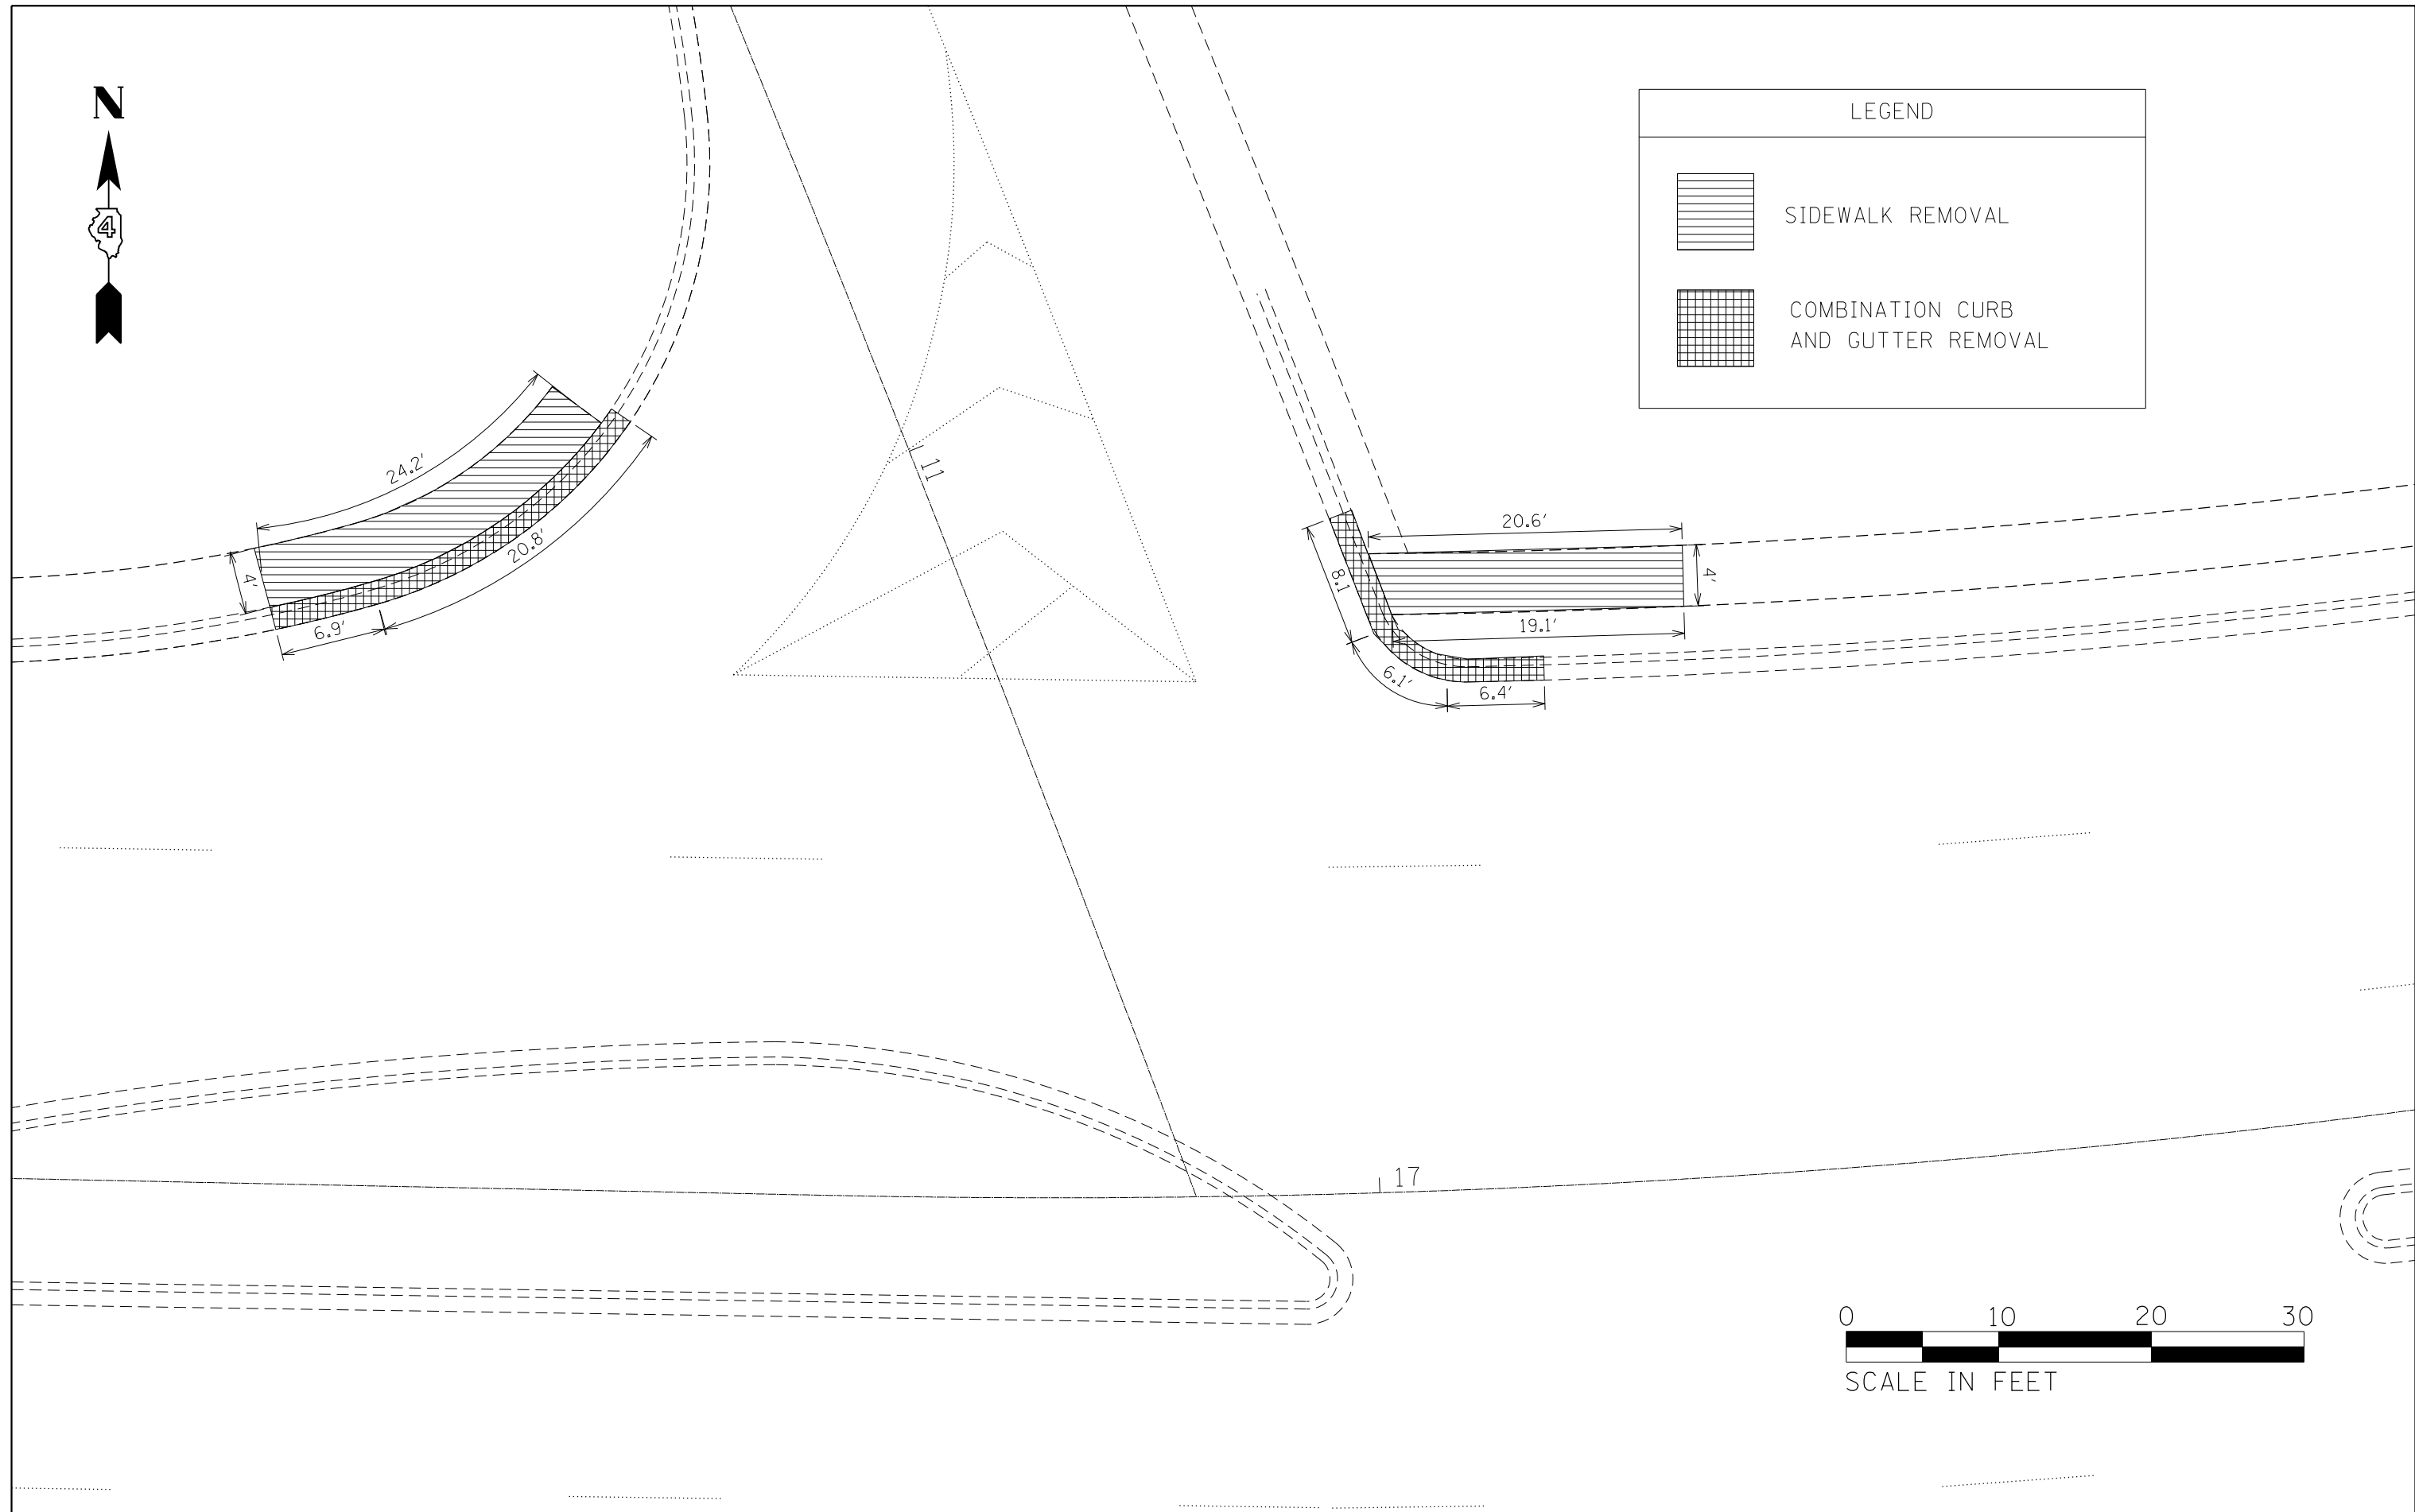 N
4
LEGEND
SIDEWALK REMOVAL
COMBINATION CURB
AND GUTTER REMOVAL
24.2'
4'
6.9'
20.8'
11
20.6'
4'
8.1
19.1'
6.1'
6.4'
17
0 10 20 30
SCALE IN FEET